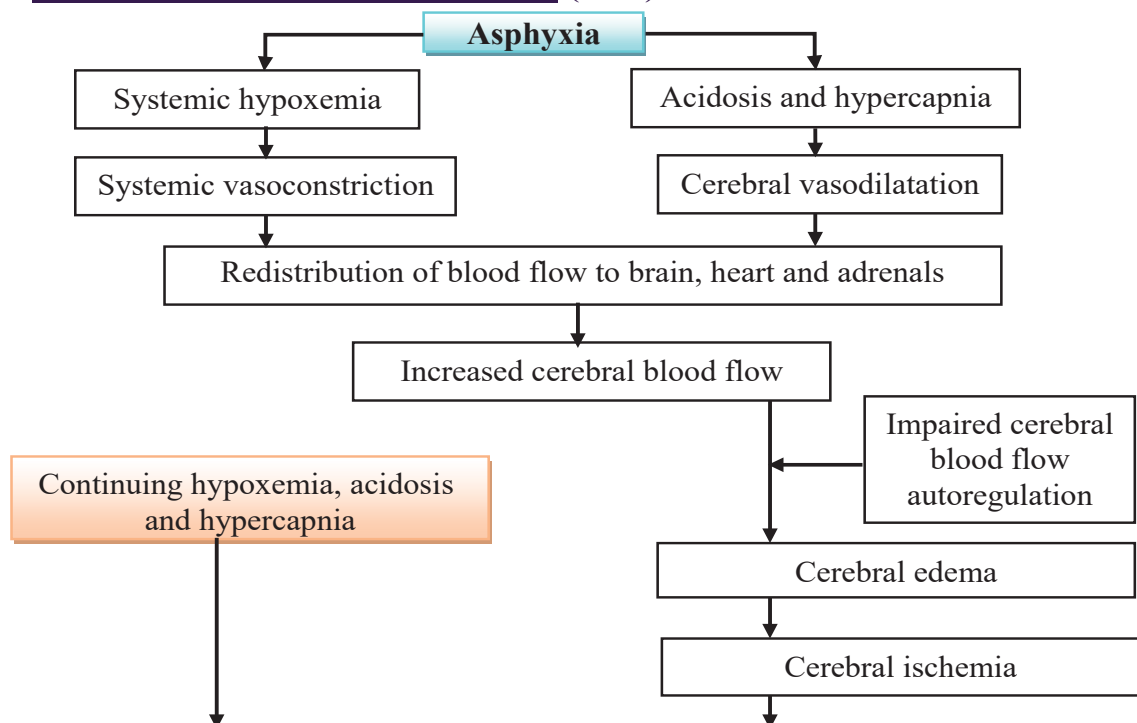 Asphyxia
Systemic hypoxemia
Acidosis and hypercapnia
Systemic vasoconstriction
Cerebral vasodilatation
Redistribution of blood flow to brain, heart and adrenals
Increased cerebral blood flow
Impaired cerebral
blood flow
autoregulation
Continuing hypoxemia, acidosis
and hypercapnia
Cerebral edema
Cerebral ischemia